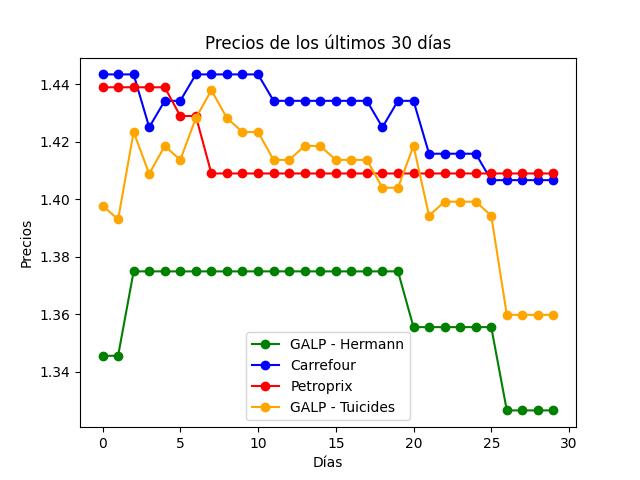 Precios de los últimos 30 días
Precios
1.44
1.42
1.40
1.38
1.36
1.34
GALP - Hermann
Carrefour
Petroprix
GALP - Tuicides
0 5 10 15 20 25 30
Días